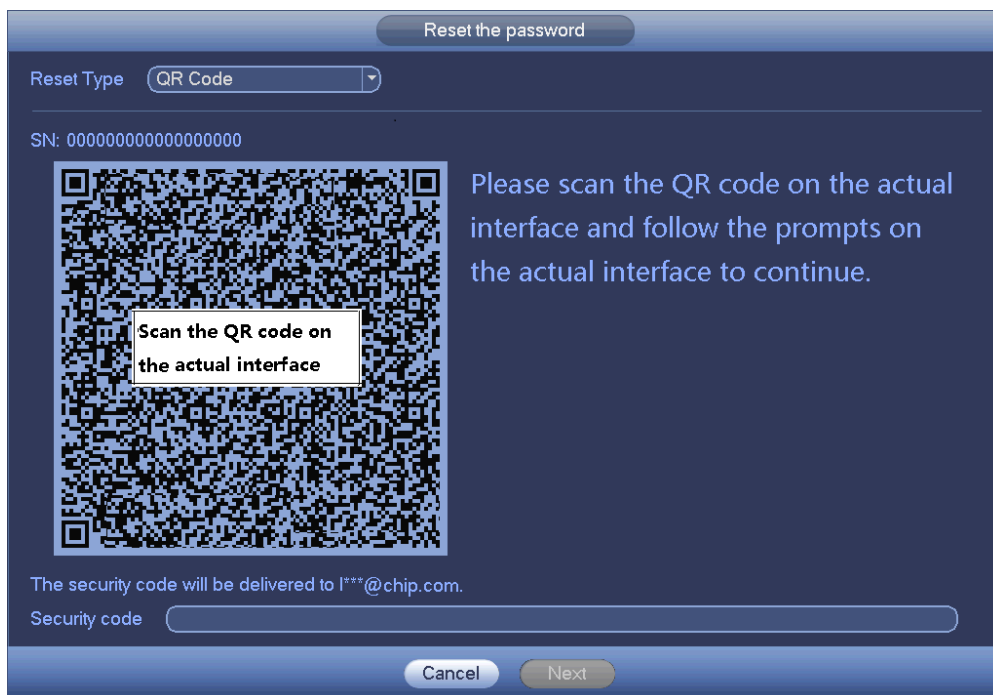 Reset the password
Reset Type QR Code
SN: 000000000000000000
Please scan the QR code on the actual
interface and follow the prompts on
the actual interface to continue.
Scan the QR code on
the actual interface
The security code will be delivered to l***@chip.com.
Security code
Cancel Next